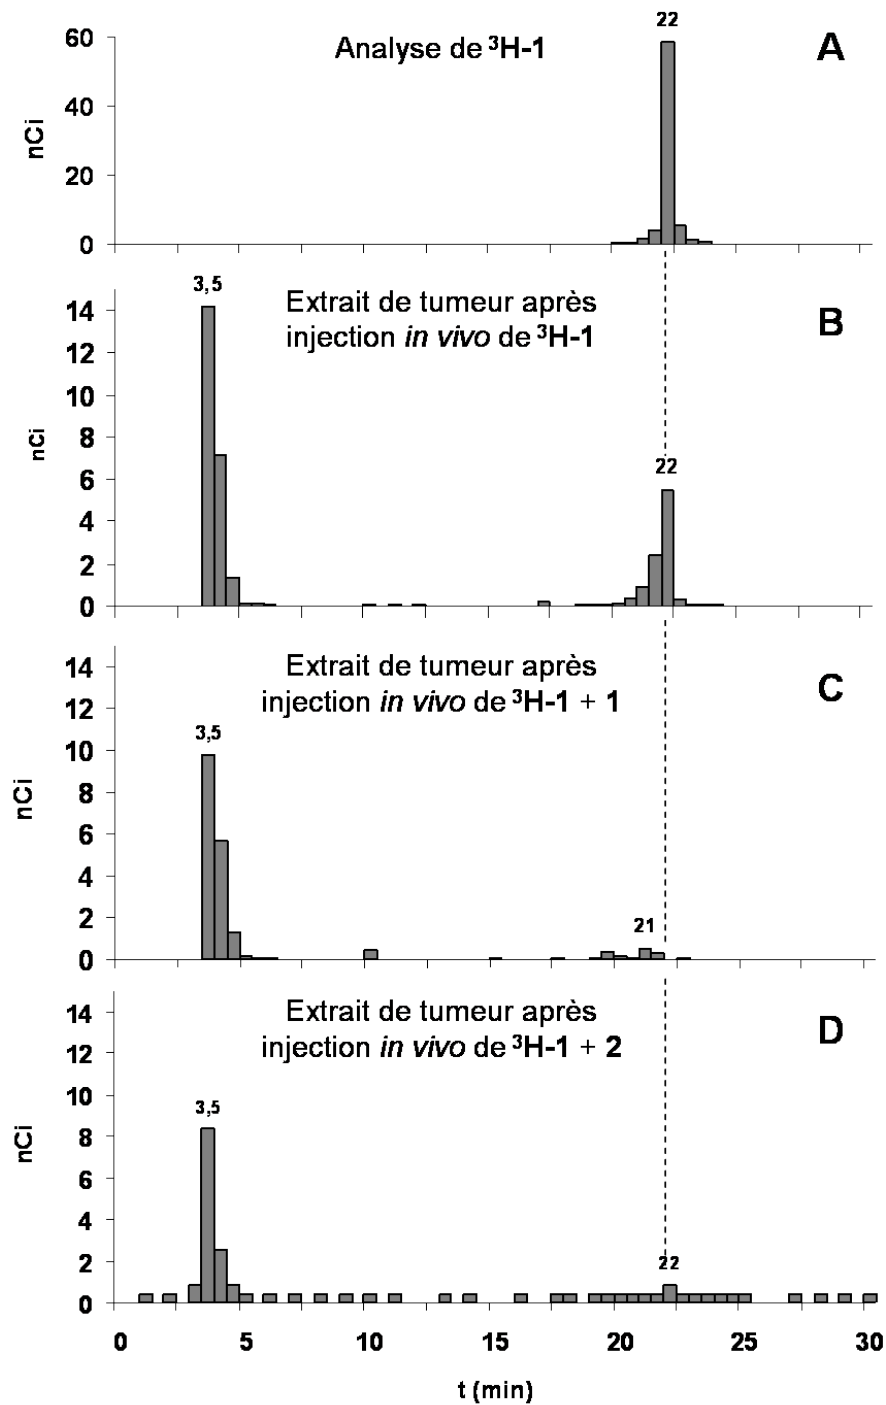 22
60
Analyse de ³H-1
A
40
nCi
20
0
3,5
14
Extrait de tumeur après
B
12
injection in vivo de ³H-1
10
nCi
8
22
6
4
2
0
14
Extrait de tumeur après
C
12
injection in vivo de ³H-1 + 1
3,5
10
nCi
8
6
4
21
2
0
14
Extrait de tumeur après
D
12
injection in vivo de ³H-1 + 2
10
3,5
nCi
8
6
4
22
2
0
0 5 10 15 20 25 30
t (min)